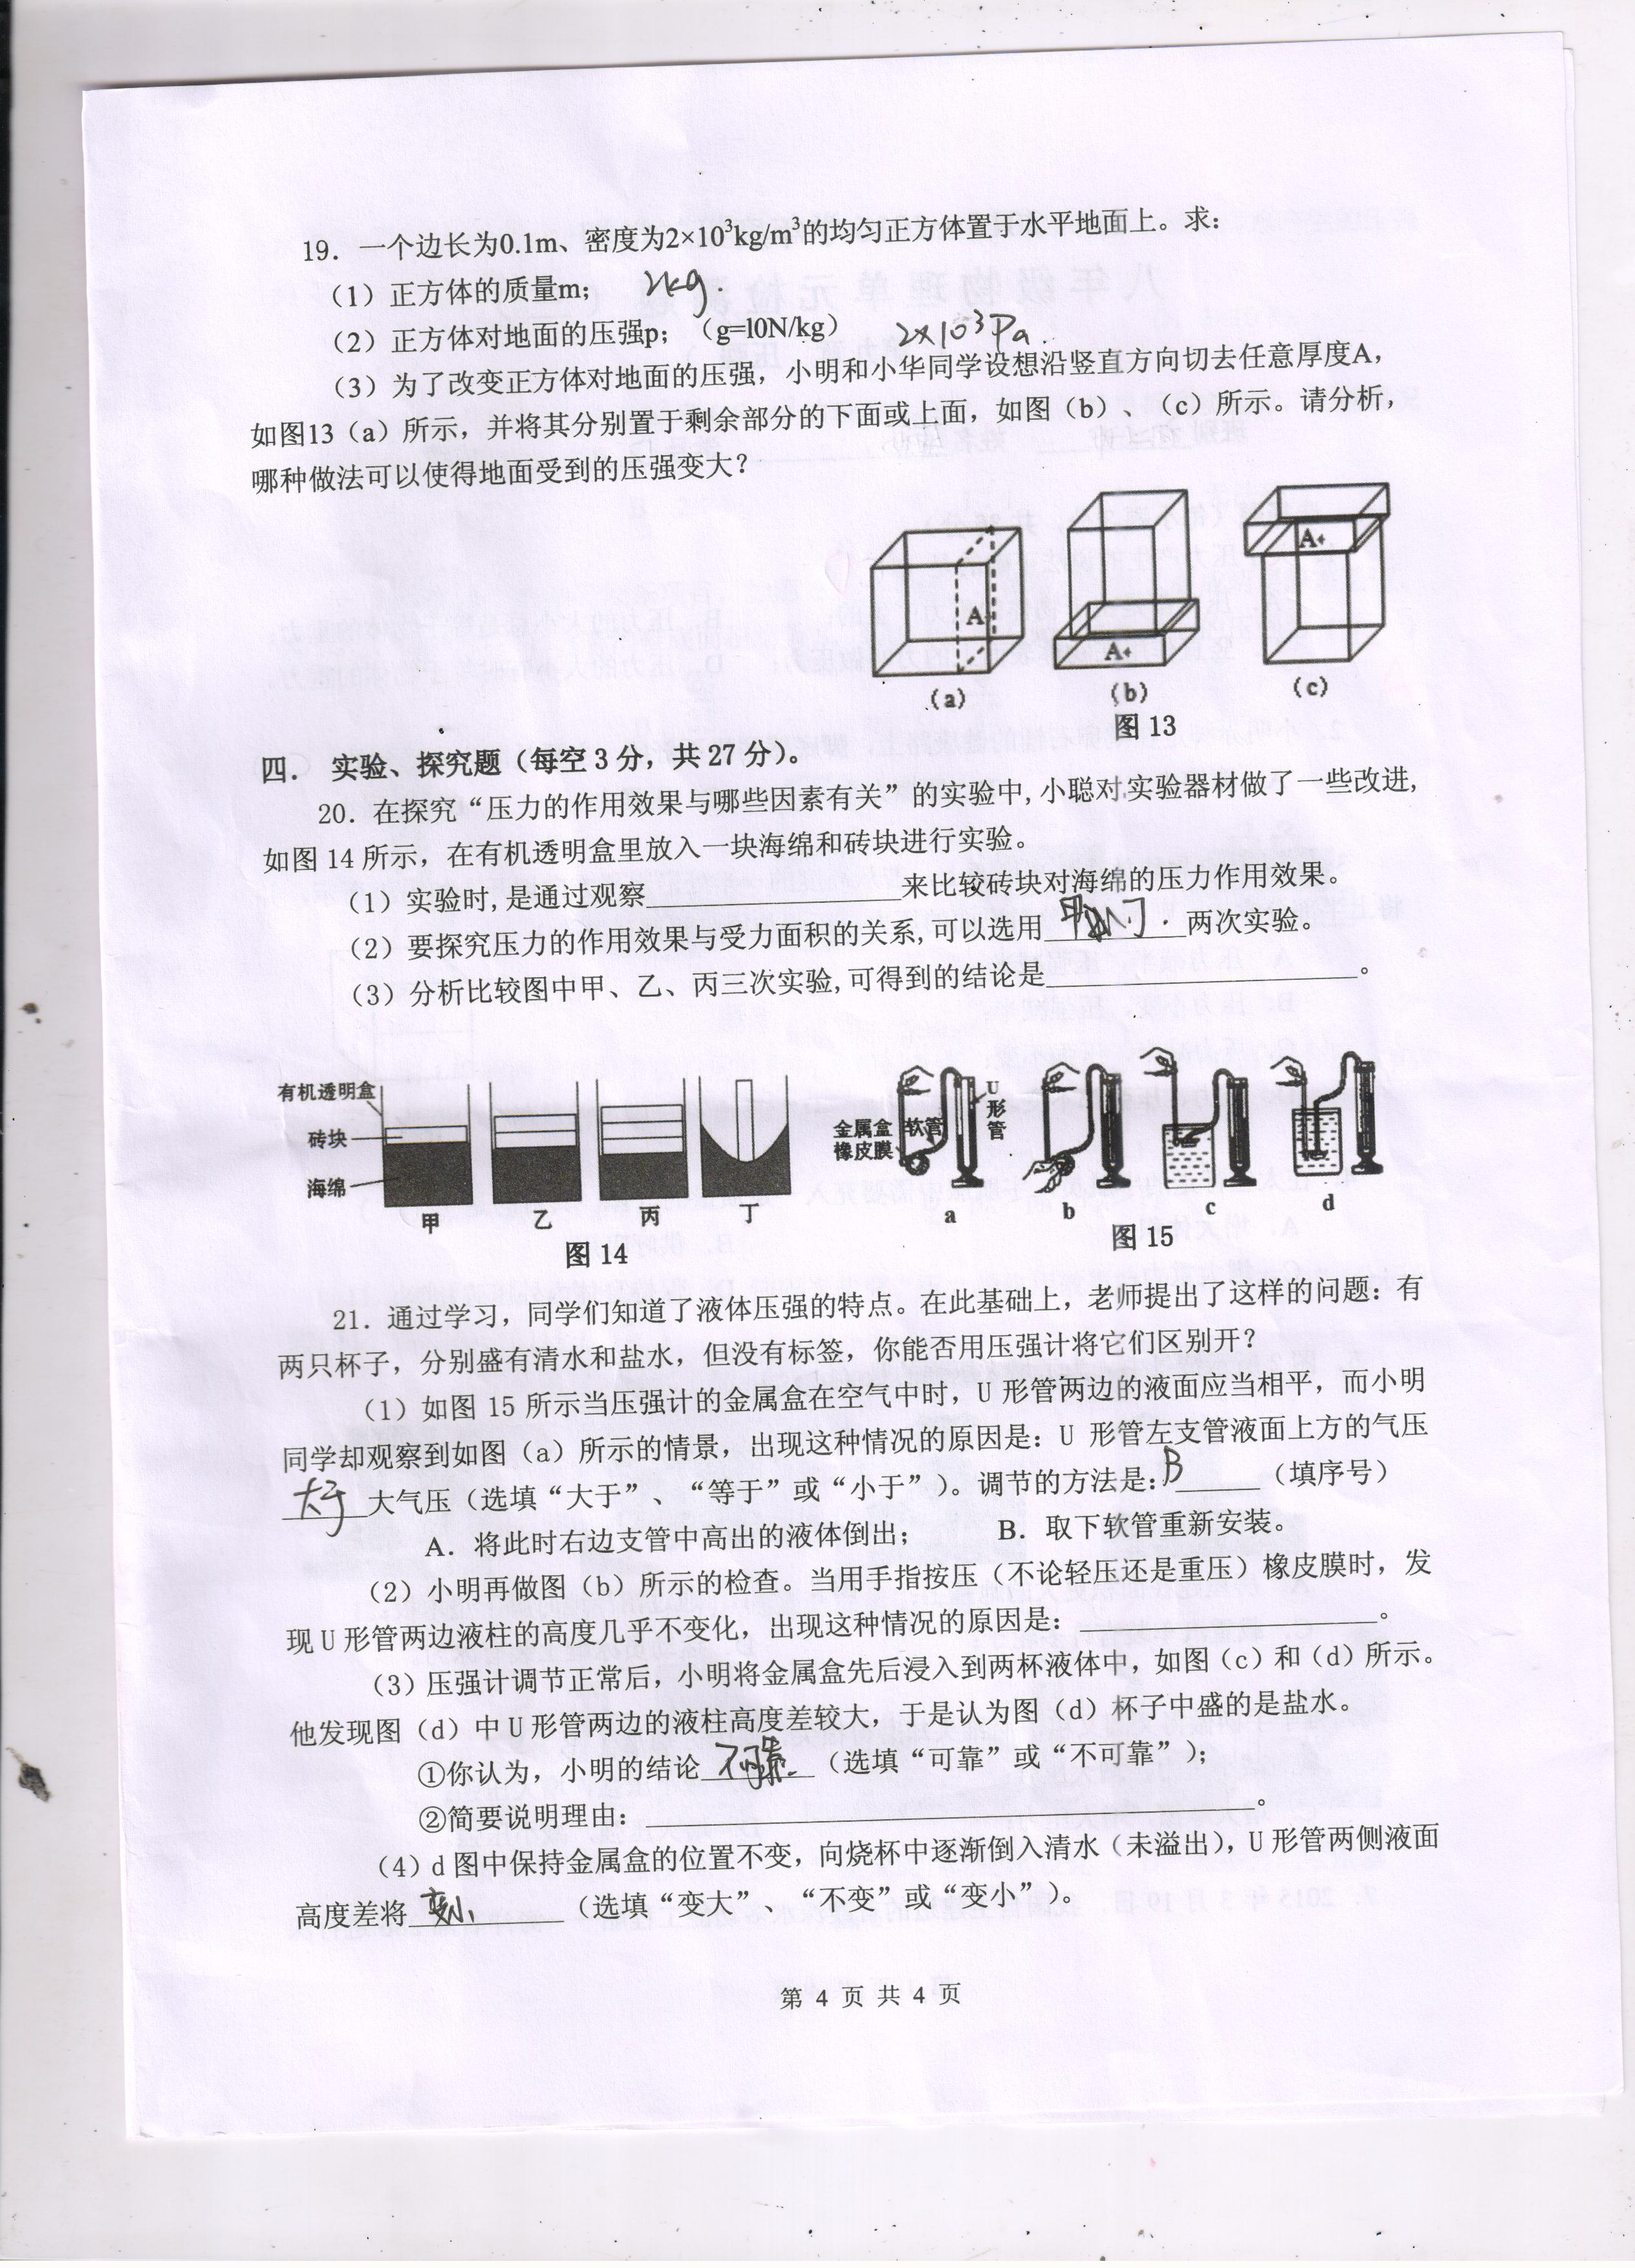 19. 一个边长为0.1m、密度为2×10³kg/m³的均匀正方体置于水平地面上。求：
（1）正方体的质量m； 2kg.
（2）正方体对地面的压强p；（g=10N/kg） 2×10³Pa.
（3）为了改变正方体对地面的压强，小明和小华同学设想沿竖直方向切去任意厚度A，
如图13（a）所示，并将其分别置于剩余部分的下面或上面，如图（b）、（c）所示。请分析，
哪种做法可以使得地面受到的压强变大？
A
A
A
（a）
（b）
（c）
图 13
四. 实验、探究题（每空 3 分，共 27 分）。
20. 在探究“压力的作用效果与哪些因素有关”的实验中，小聪对实验器材做了一些改进，
如图 14 所示，在有机透明盒里放入一块海绵和砖块进行实验。
（1）实验时，是通过观察________来比较砖块对海绵的压力作用效果。
（2）要探究压力的作用效果与受力面积的关系，可以选用 甲 丁. 两次实验。
（3）分析比较图中甲、乙、丙三次实验，可得到的结论是________。
有机透明盒
砖块
海绵
甲
乙
丙
丁
图 14
金属盒
橡皮膜
软管
U形管
a
b
c
d
图 15
21. 通过学习，同学们知道了液体压强的特点。在此基础上，老师提出了这样的问题：有
两只杯子，分别盛有清水和盐水，但没有标签，你能否用压强计将它们区别开？
（1）如图 15 所示当压强计的金属盒在空气中时，U 形管两边的液面应当相平，而小明
同学却观察到如图（a）所示的情景，出现这种情况的原因是：U 形管左支管液面上方的气压
大于 大气压（选填“大于”、“等于”或“小于”）。调节的方法是：B （填序号）
A. 将此时右边支管中高出的液体倒出； B. 取下软管重新安装。
（2）小明再做图（b）所示的检查。当用手指按压（不论轻压还是重压）橡皮膜时，发
现 U 形管两边液柱的高度几乎不变化，出现这种情况的原因是：________。
（3）压强计调节正常后，小明将金属盒先后浸入到两杯液体中，如图（c）和（d）所示。
他发现图（d）中 U 形管两边的液柱高度差较大，于是认为图（d）杯子中盛的是盐水。
①你认为，小明的结论 不可靠. （选填“可靠”或“不可靠”）；
②简要说明理由：________。
（4）d 图中保持金属盒的位置不变，向烧杯中逐渐倒入清水（未溢出），U 形管两侧液面
高度差将 变小 （选填“变大”、“不变”或“变小”）。
第 4 页 共 4 页